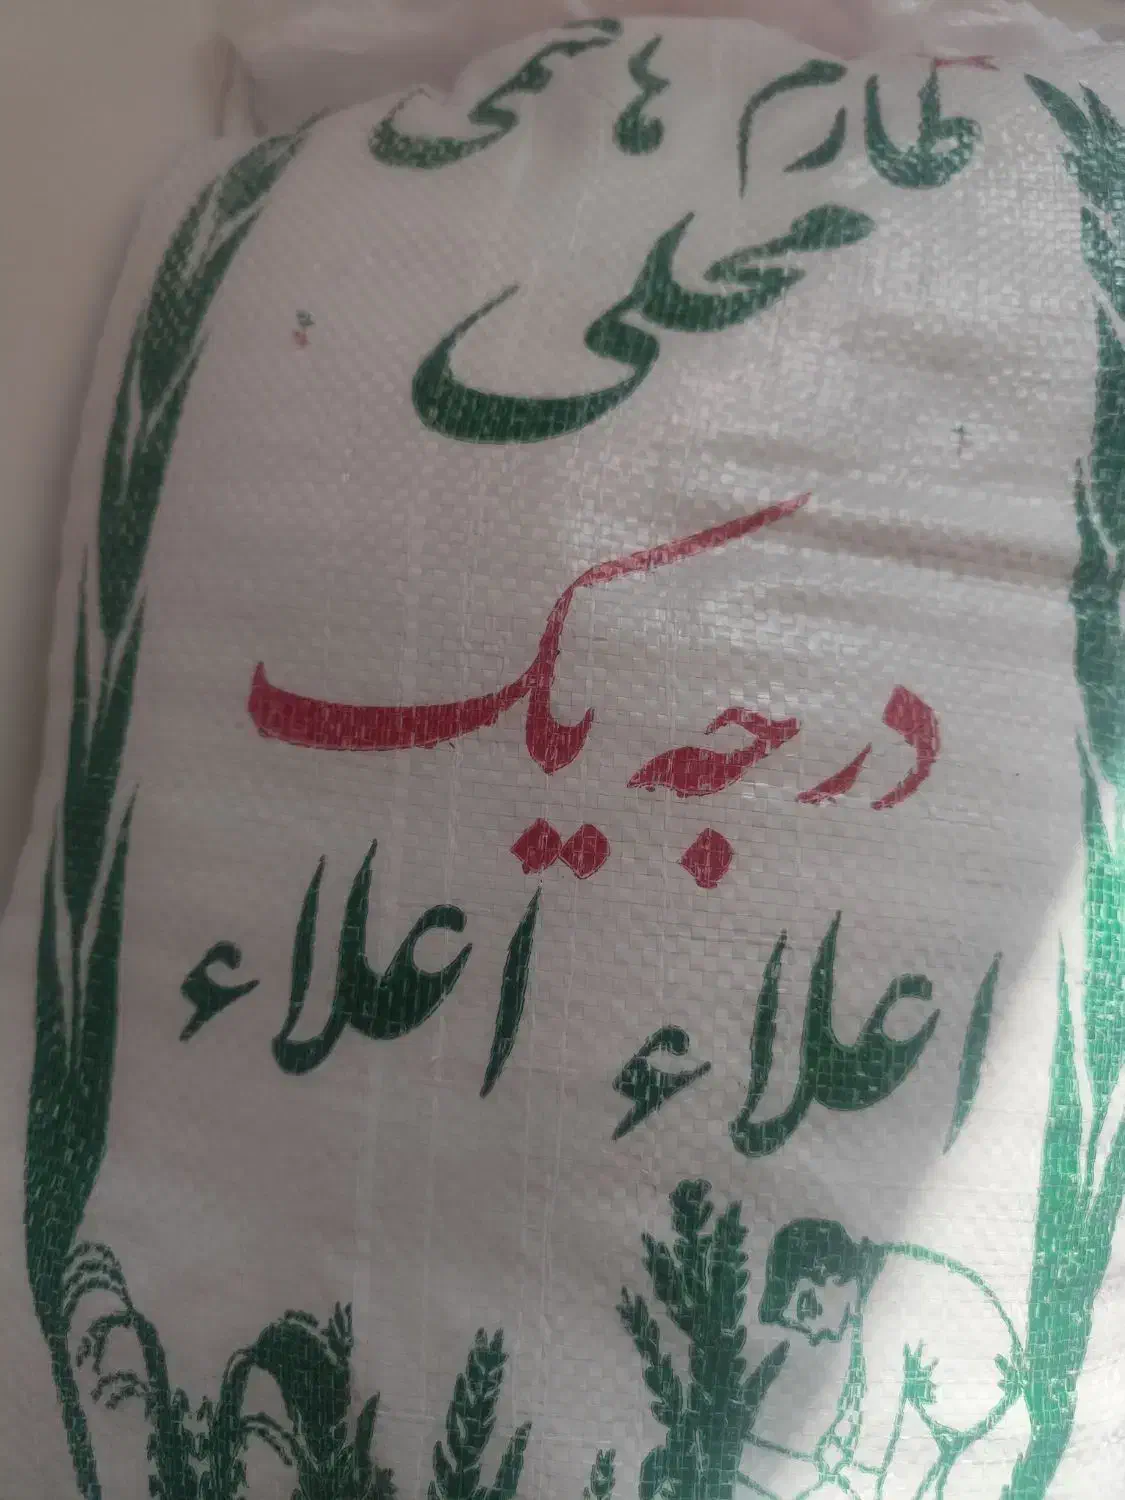 طارم هاشمی
محلی
درجه یک
اعلاء اعلاء